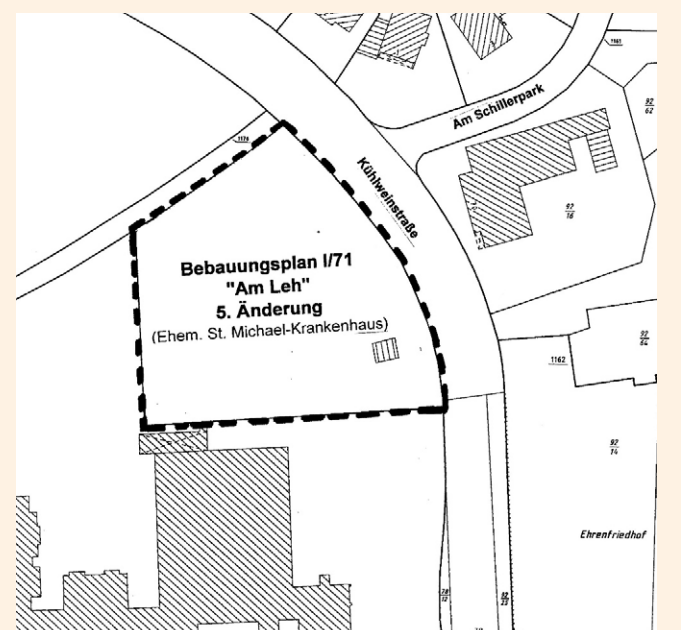 1161
Am Schillerpark
92
62
1176
Kühlweinstraße
92
16
Bebauungsplan I/71
"Am Leh"
5. Änderung
(Ehem. St. Michael-Krankenhaus)
92
64
1162
92
14
Ehrenfriedhof